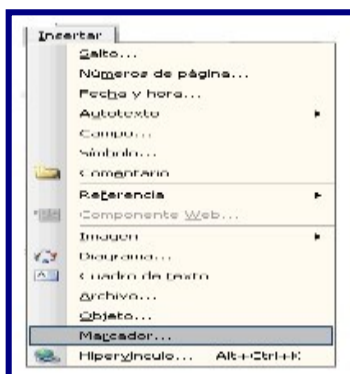 Insertar
Salto...
Números de página...
Fecha y hora...
Autotexto
Campo...
Símbolo...
Comentario
Referencia
Componente Web...
Imagen
Diagrama...
Cuadro de texto
Archivo...
Objeto...
Marcador...
Hipervínculo... Alt+Ctrl+K